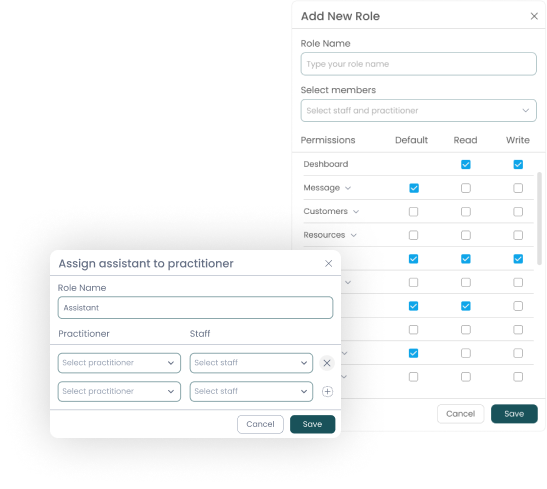 Add New Role
Role Name
Type your role name
Select members
Select staff and practitioner
Permissions Default Read Write
Deshboard
Message
Customers
Resources
Assign assistant to practitioner
Role Name
Assistant
Practitioner Staff
Select practitioner Select staff
Select practitioner Select staff
Cancel Save
Cancel Save